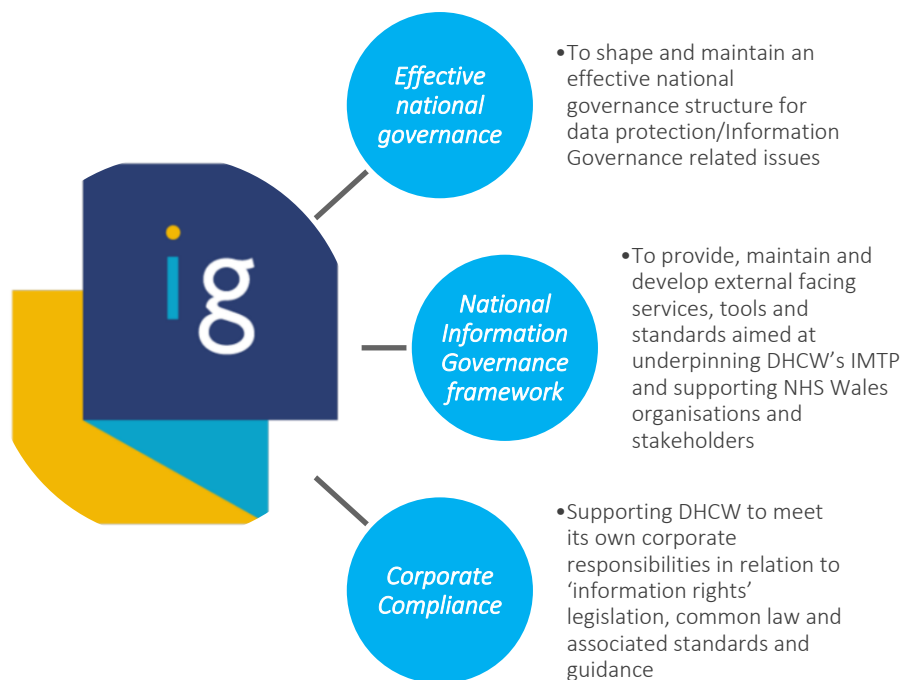 ig
Effective
national
governance
•To shape and maintain an
effective national
governance structure for
data protection/Information
Governance related issues
National
Information
Governance
framework
•To provide, maintain and
develop external facing
services, tools and
standards aimed at
underpinning DHCW's IMTP
and supporting NHS Wales
organisations and
stakeholders
Corporate
Compliance
•Supporting DHCW to meet
its own corporate
responsibilities in relation to
‘information rights’
legislation, common law and
associated standards and
guidance